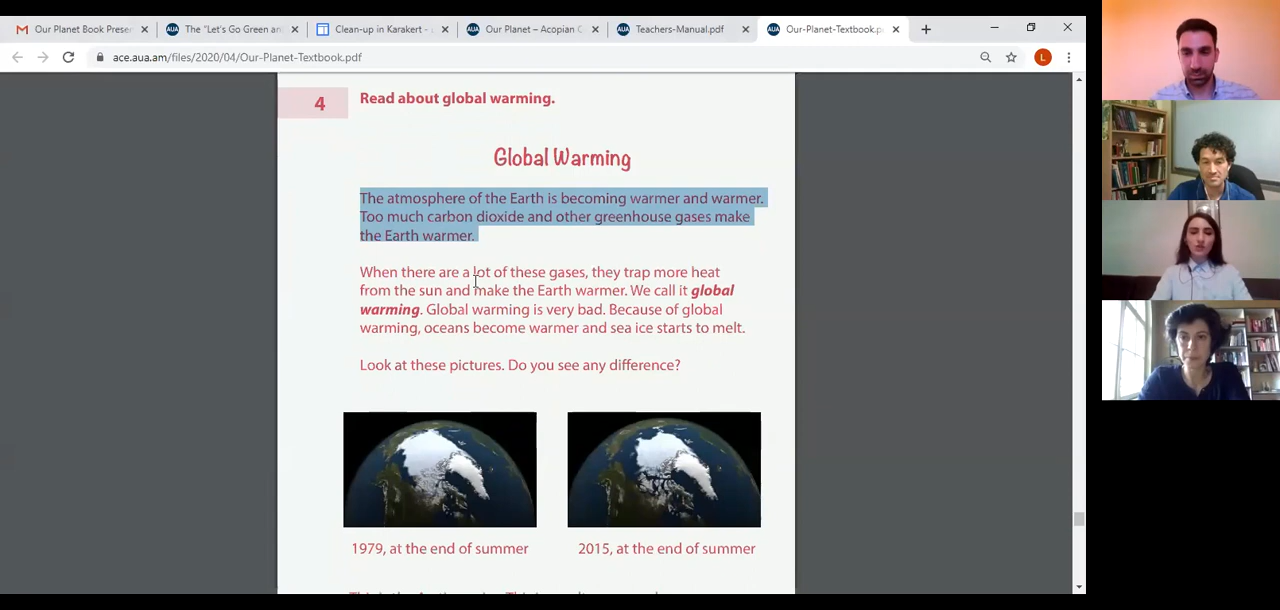 Our Planet Book Presen
The "Let's Go Green an
Clean-up in Karakert -
Our Planet – Acopian C
Teachers-Manual.pdf
Our-Planet-Textbook.p
ace.aua.am/files/2020/04/Our-Planet-Textbook.pdf
L
4
Read about global warming.
Global Warming
The atmosphere of the Earth is becoming warmer and warmer.
Too much carbon dioxide and other greenhouse gases make
the Earth warmer.
When there are a lot of these gases, they trap more heat
from the sun and make the Earth warmer. We call it global
warming. Global warming is very bad. Because of global
warming, oceans become warmer and sea ice starts to melt.
Look at these pictures. Do you see any difference?
1979, at the end of summer
2015, at the end of summer